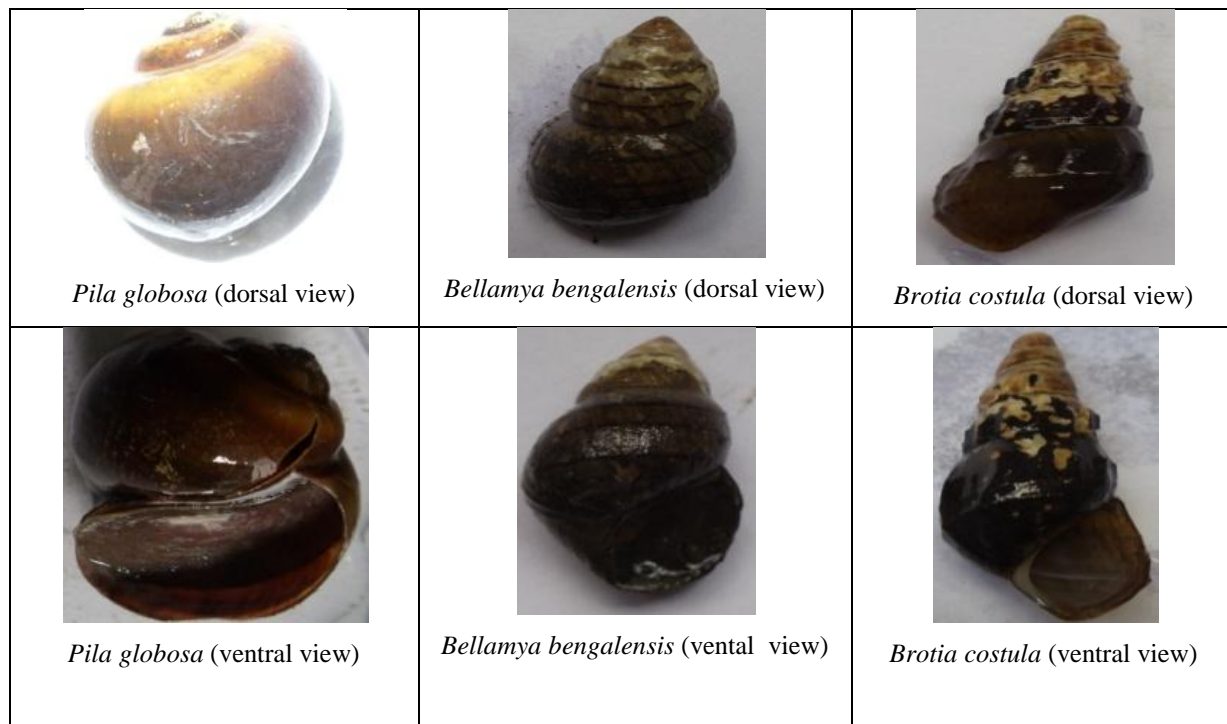 Pila globosa (dorsal view)
Bellamya bengalensis (dorsal view)
Brotia costula (dorsal view)
Pila globosa (ventral view)
Bellamya bengalensis (vental view)
Brotia costula (ventral view)